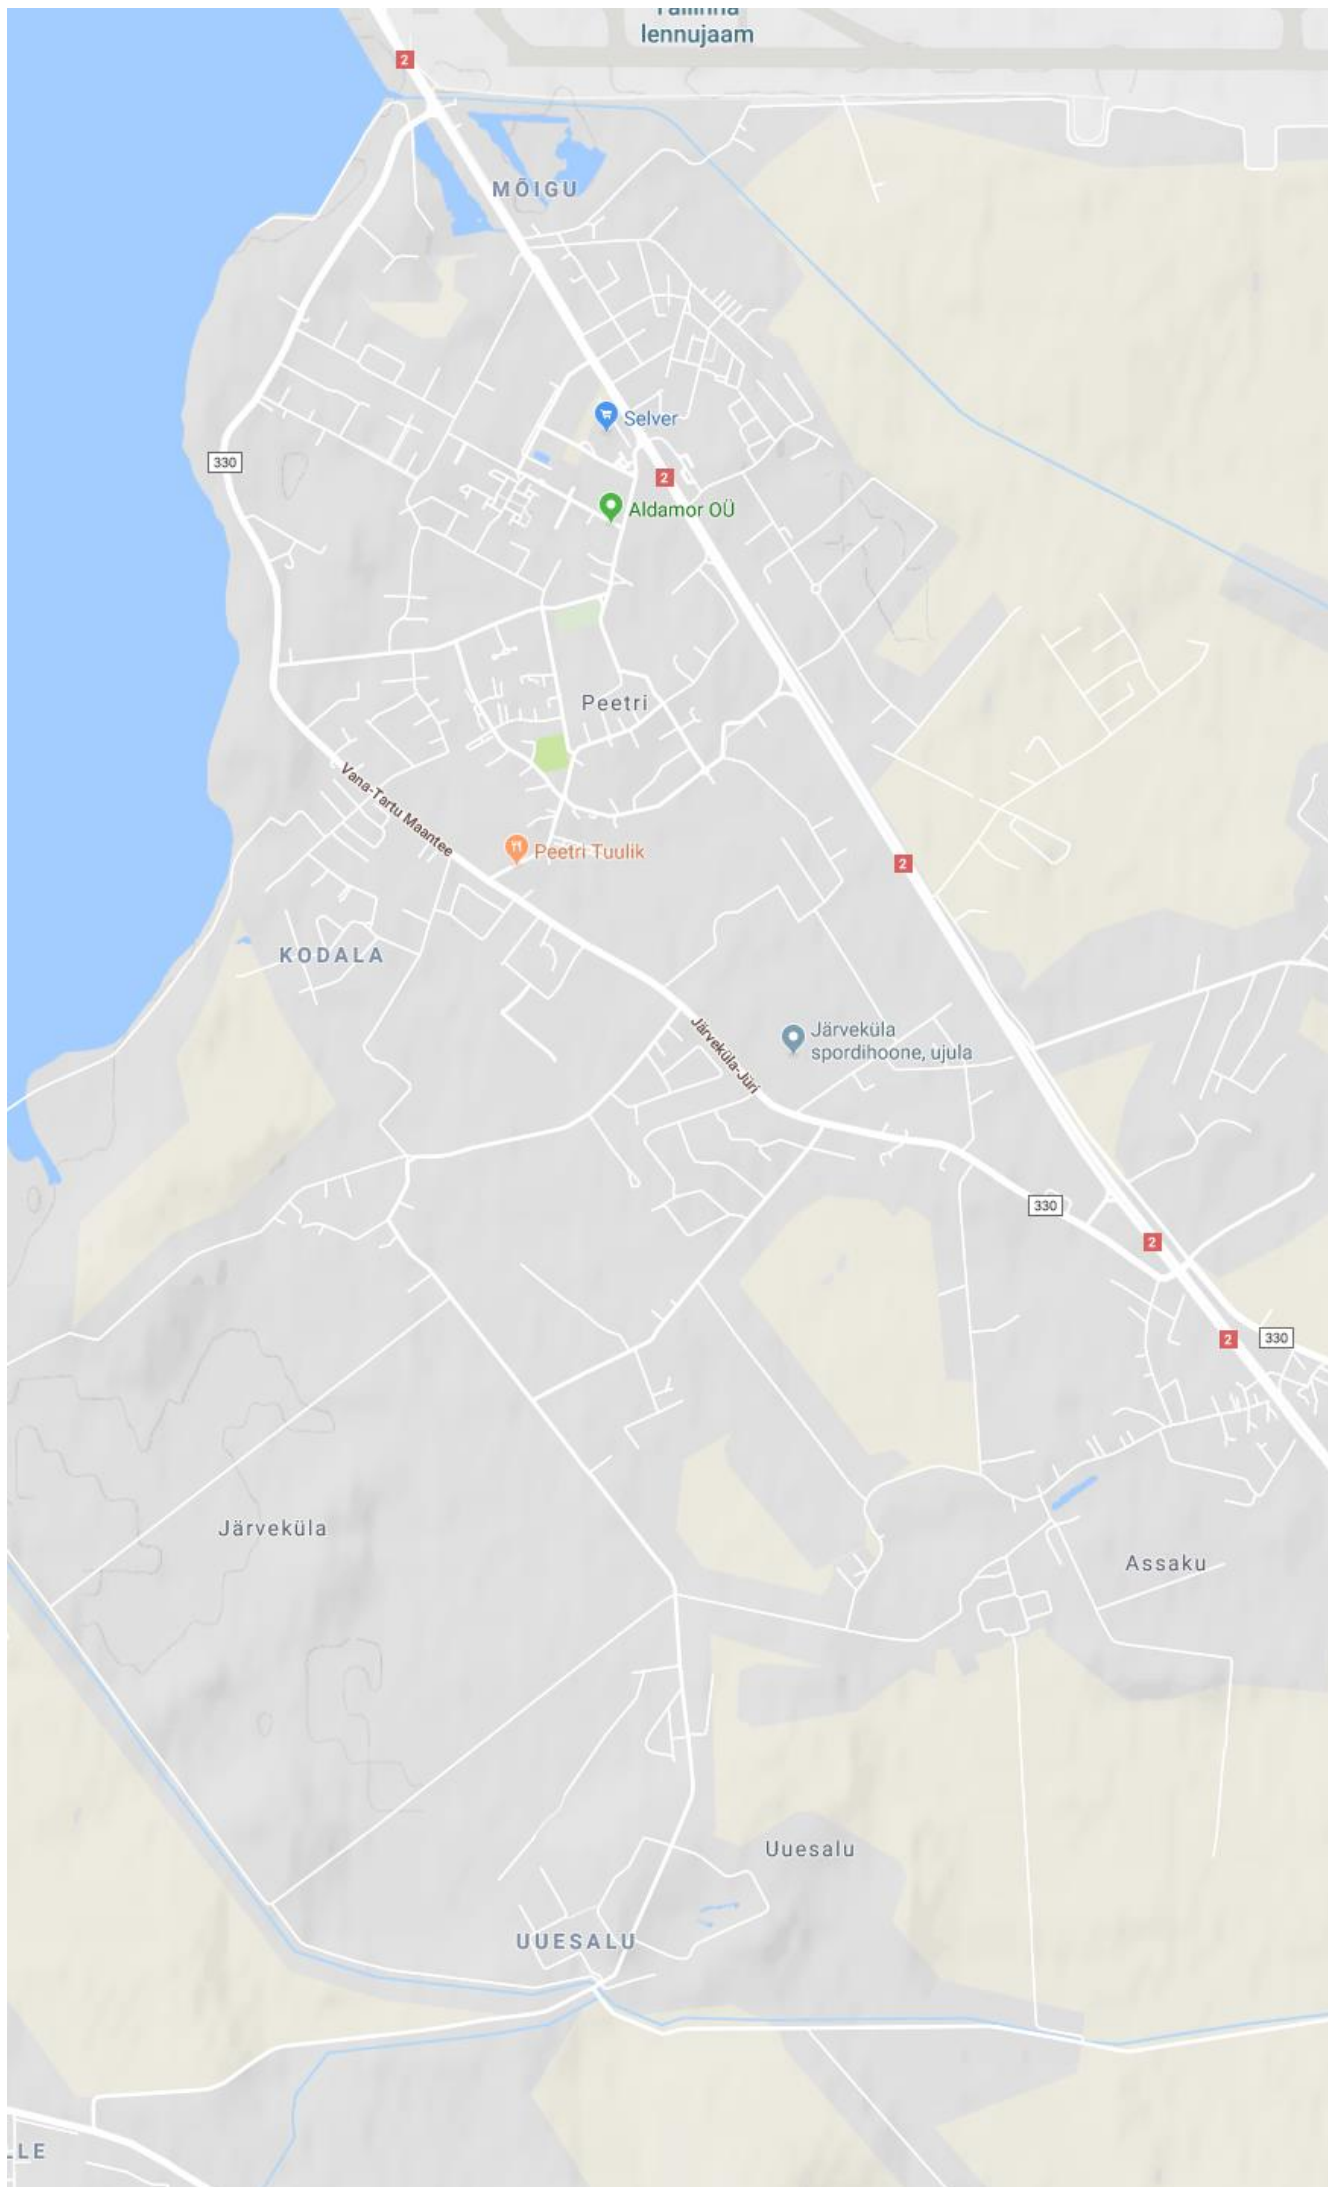 lennujaam
2
MÕIGU
Selver
330
2
Aldamor OÜ
Peetri
Vana-Tartu Maantee
Peetri Tuulik
2
KODALA
Järveküla
spordihoone, ujula
Järveküla-Jüri
330
2
2
330
Järveküla
Assaku
Uuesalu
UUESALU
LLE